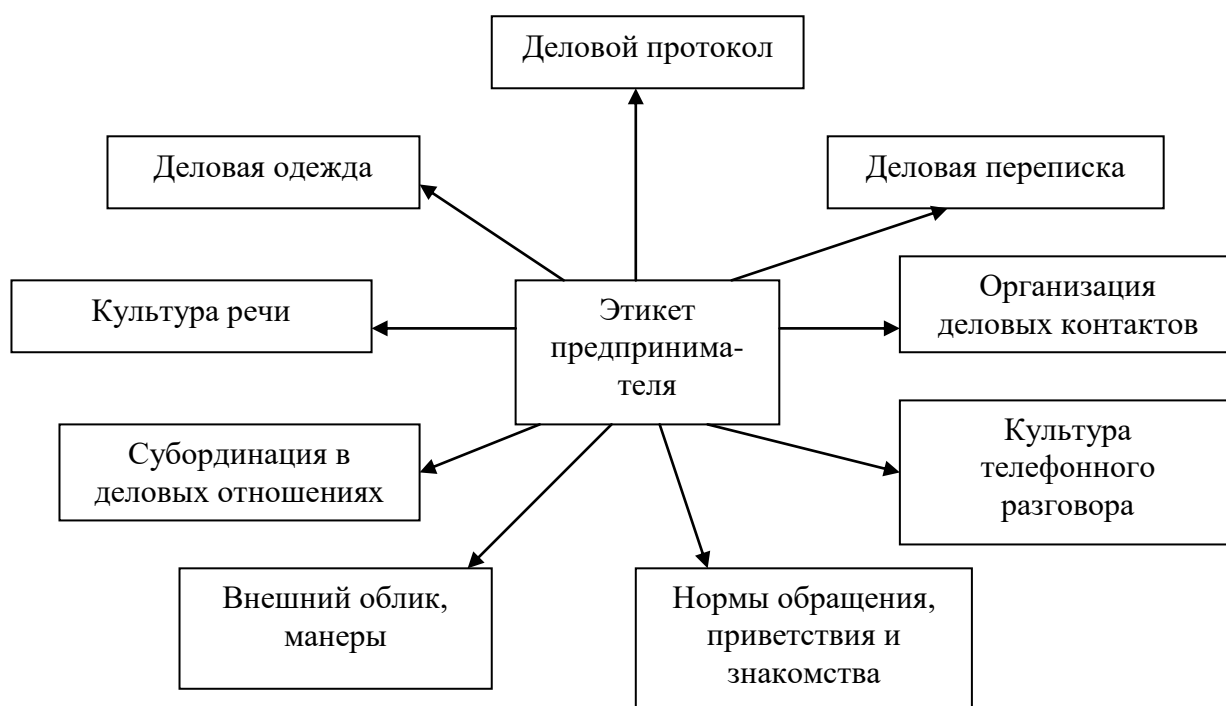 Деловой протокол
Деловая одежда
Деловая переписка
Культура речи
Этикет
предпринима-
теля
Организация
деловых контактов
Субординация в
деловых отношениях
Культура
телефонного
разговора
Внешний облик,
манеры
Нормы обращения,
приветствия и
знакомства